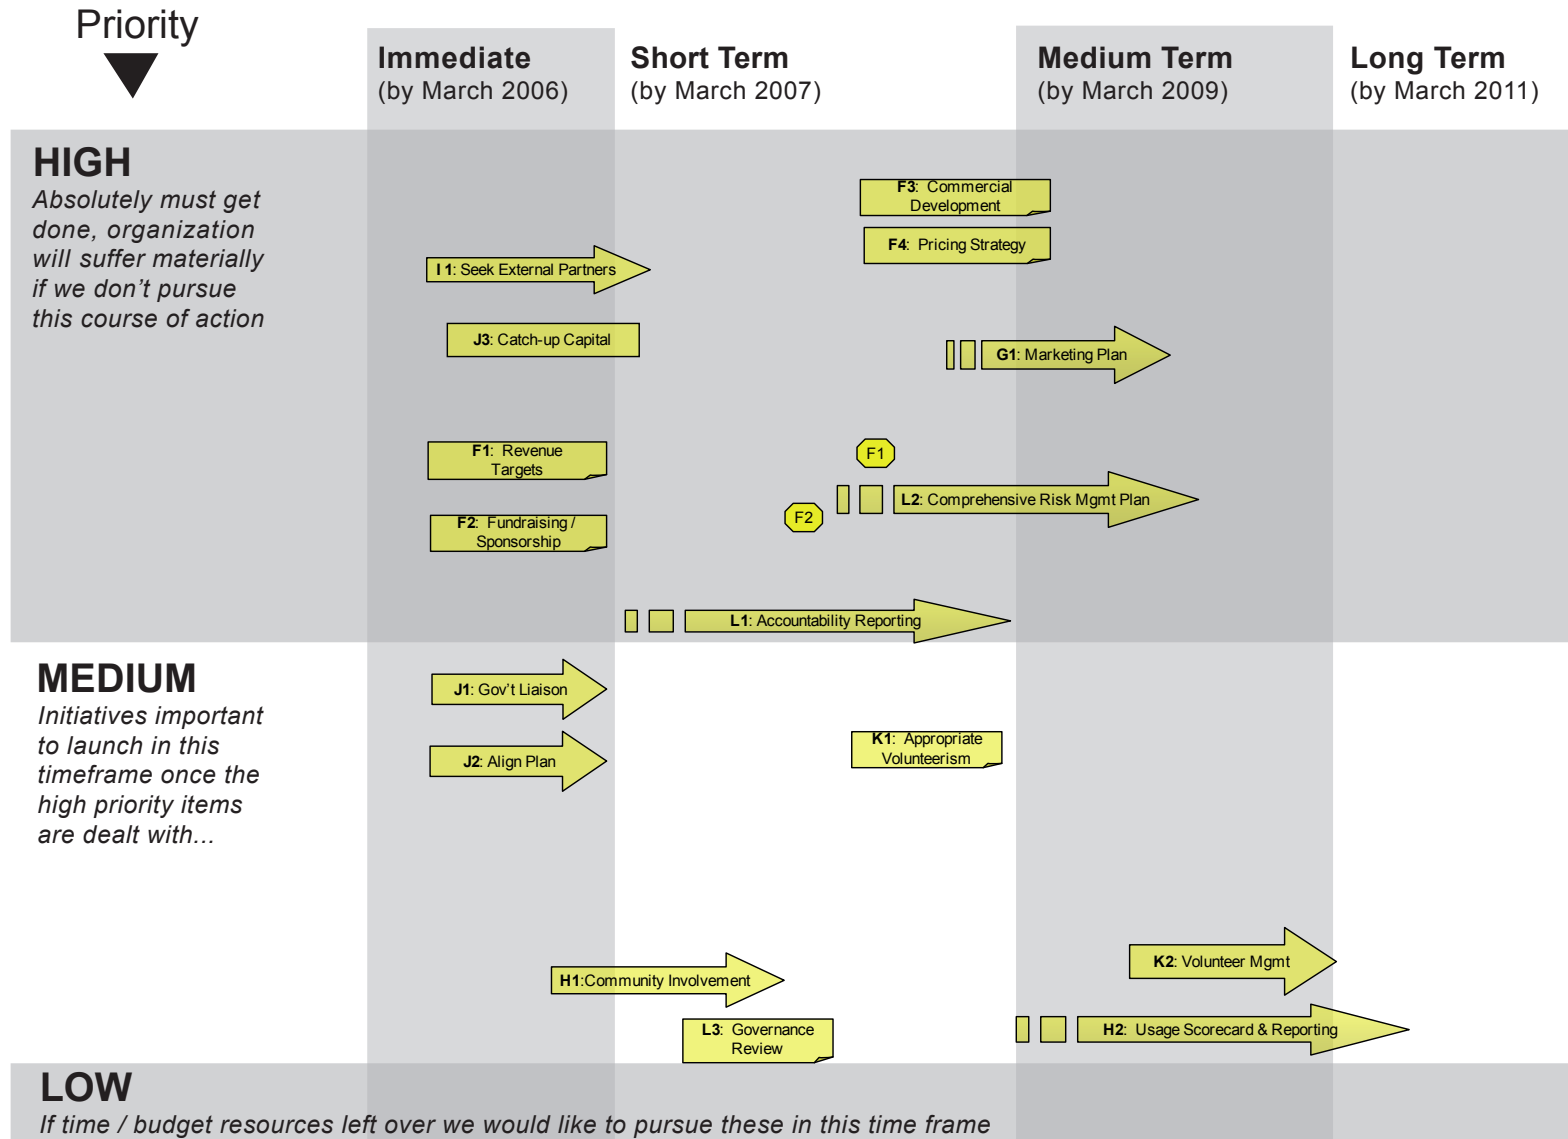 Priority
Immediate
(by March 2006)
Short Term
(by March 2007)
Medium Term
(by March 2009)
Long Term
(by March 2011)
HIGH
Absolutely must get
done, organization
will suffer materially
if we don’t pursue
this course of action
F3: Commercial
Development
F4: Pricing Strategy
I 1: Seek External Partners
J3: Catch-up Capital
G1: Marketing Plan
F1: Revenue
Targets
F1
L2: Comprehensive Risk Mgmt Plan
F2: Fundraising /
Sponsorship
F2
L1: Accountability Reporting
MEDIUM
Initiatives important
to launch in this
timeframe once the
high priority items
are dealt with...
J1: Gov’t Liaison
J2: Align Plan
K1: Appropriate
Volunteerism
K2: Volunteer Mgmt
H1:Community Involvement
L3: Governance
Review
H2: Usage Scorecard & Reporting
LOW
If time / budget resources left over we would like to pursue these in this time frame